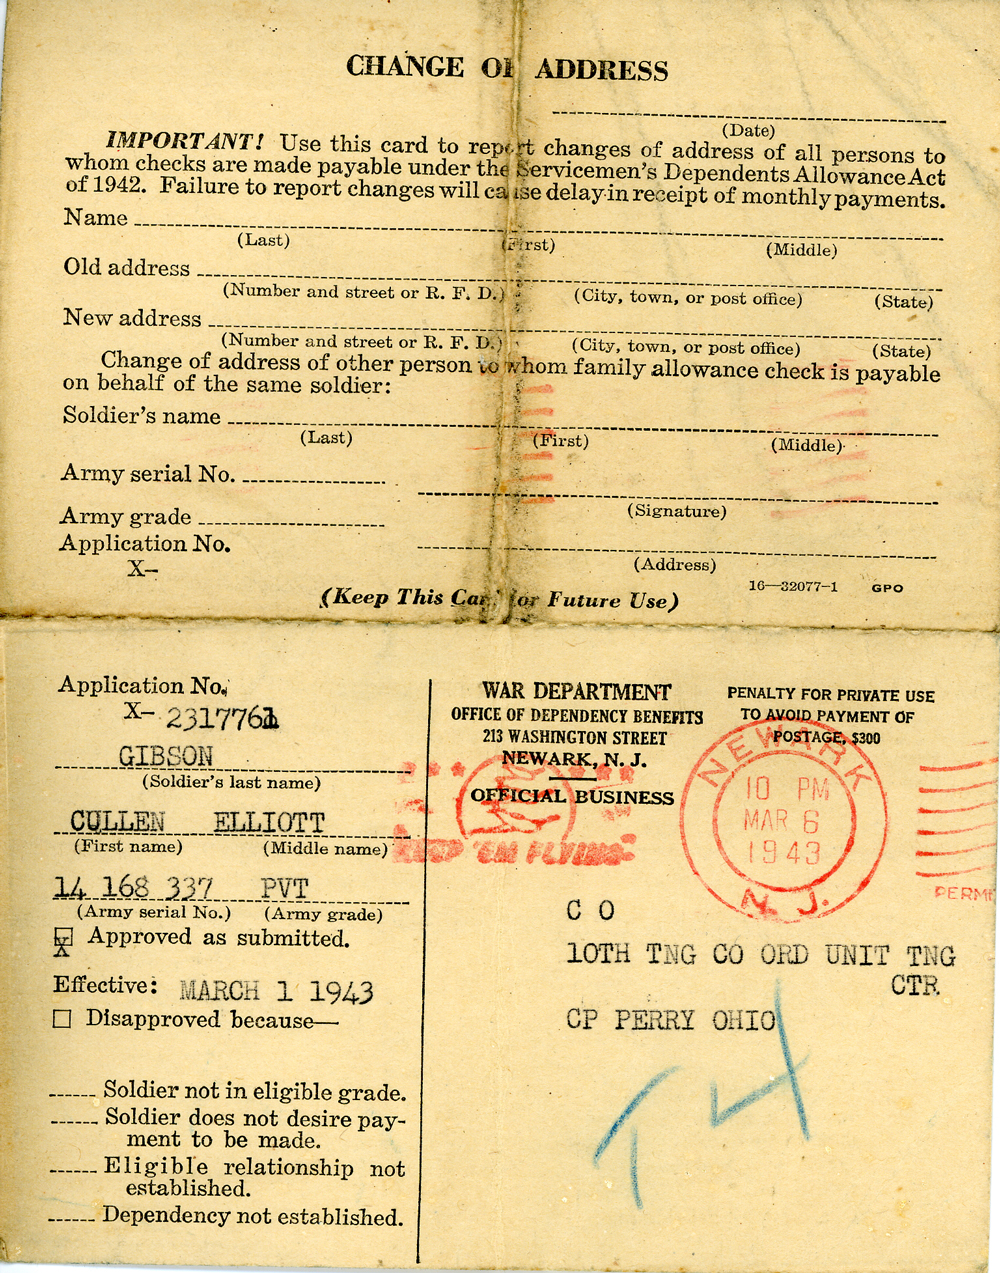 CHANGE OF ADDRESS
(Date)
IMPORTANT! Use this card to report changes of address of all persons to
whom checks are made payable under the Servicemen's Dependents Allowance Act
of 1942. Failure to report changes will cause delay in receipt of monthly payments.
Name
(Last) (First) (Middle)
Old address
(Number and street or R. F. D.) (City, town, or post office) (State)
New address
(Number and street or R. F. D.) (City, town, or post office) (State)
Change of address of other person to whom family allowance check is payable
on behalf of the same soldier:
Soldier's name
(Last) (First) (Middle)
Army serial No.
(Signature)
Army grade
Application No.
X—
(Address)
16—32077-1 GPO
(Keep This Card for Future Use)
Application No.
X- 2317761
GIBSON
(Soldier's last name)
CULLEN ELLIOTT
(First name) (Middle name)
14 168 337 PVT
(Army serial No.) (Army grade)
X Approved as submitted.
Effective: MARCH 1 1943
Disapproved because—
Soldier not in eligible grade.
Soldier does not desire pay-
ment to be made.
Eligible relationship not
established.
Dependency not established.
WAR DEPARTMENT
OFFICE OF DEPENDENCY BENEFITS
213 WASHINGTON STREET
NEWARK, N. J.
OFFICIAL BUSINESS
PENALTY FOR PRIVATE USE
TO AVOID PAYMENT OF
POSTAGE, $300
KEEP 'EM FLYING
NEWARK
10 PM
MAR 6
1943
N. J.
C O
10TH TNG CO ORD UNIT TNG
CTR
CP PERRY OHIO